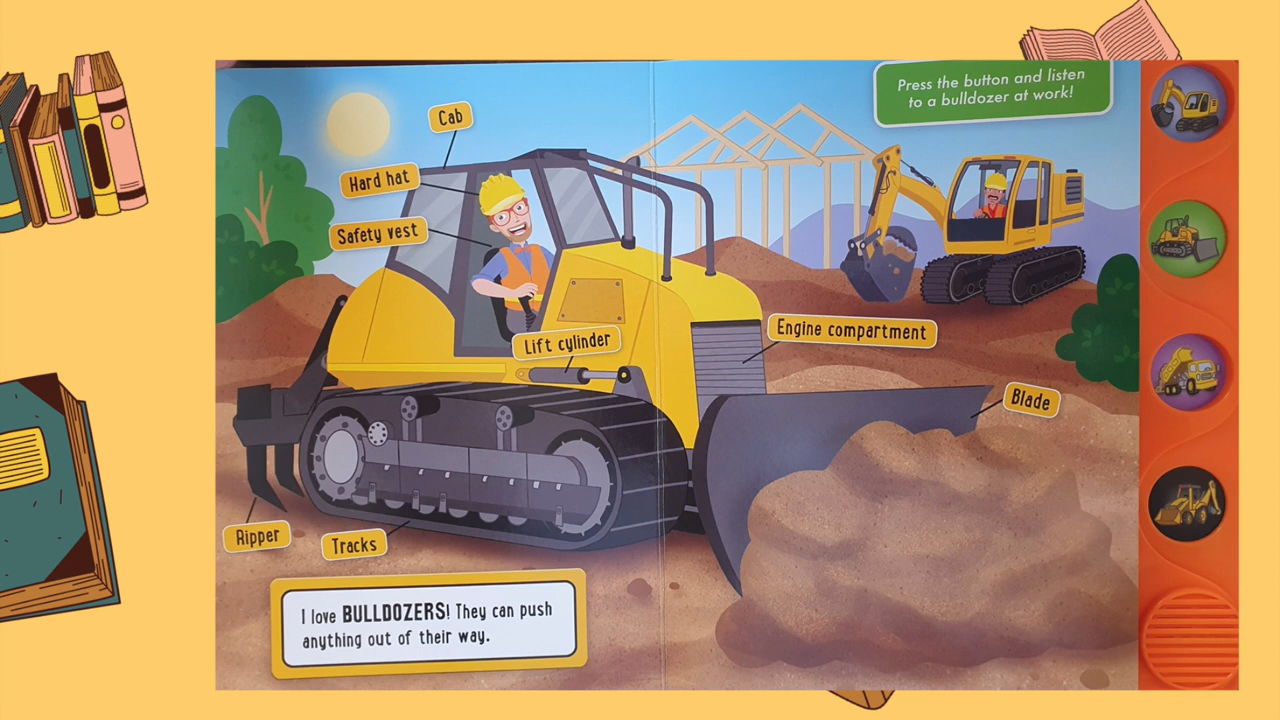 Press the button and listen
to a bulldozer at work!
Cab
Hard hat
Safety vest
Lift cylinder
Engine compartment
Blade
Ripper
Tracks
I love BULLDOZERS! They can push
anything out of their way.